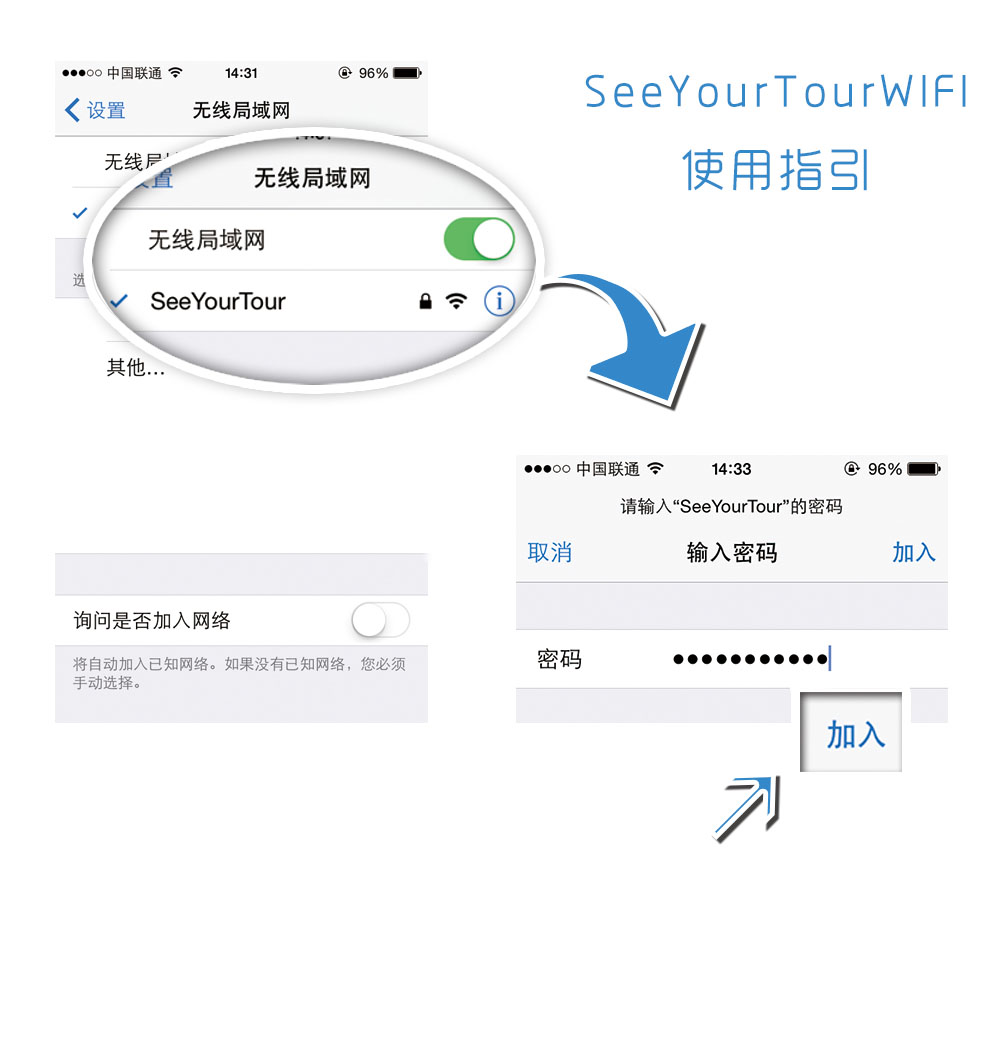 SeeYourTourWIFI
使用指引
中国联通 14:31 96%
设置 无线局域网
无线局
置 无线局域网
无线局域网
SeeYourTour
选
其他...
询问是否加入网络
将自动加入已知网络。如果没有已知网络，您必须
手动选择。
中国联通 14:33 96%
请输入“SeeYourTour”的密码
取消 输入密码 加入
密码 ●●●●●●●●●●●
加入